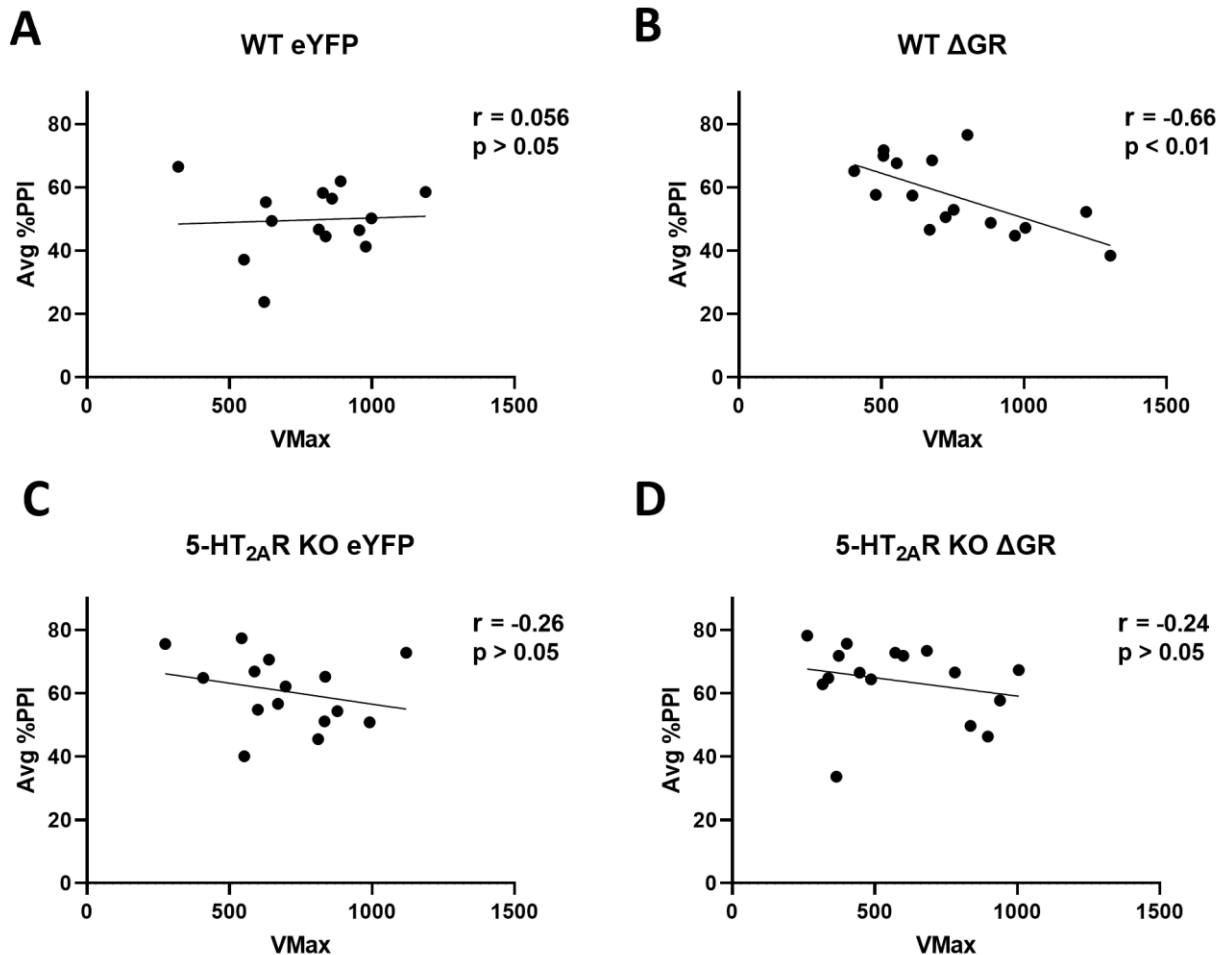 A
WT eYFP
r = 0.056
p > 0.05
Avg %PPI
80
60
40
20
0
0 500 1000 1500
VMax
B
WT ΔGR
r = -0.66
p < 0.01
Avg %PPI
80
60
40
20
0
0 500 1000 1500
VMax
C
5-HT2AR KO eYFP
r = -0.26
p > 0.05
Avg %PPI
80
60
40
20
0
0 500 1000 1500
VMax
D
5-HT2AR KO ΔGR
r = -0.24
p > 0.05
Avg %PPI
80
60
40
20
0
0 500 1000 1500
VMax